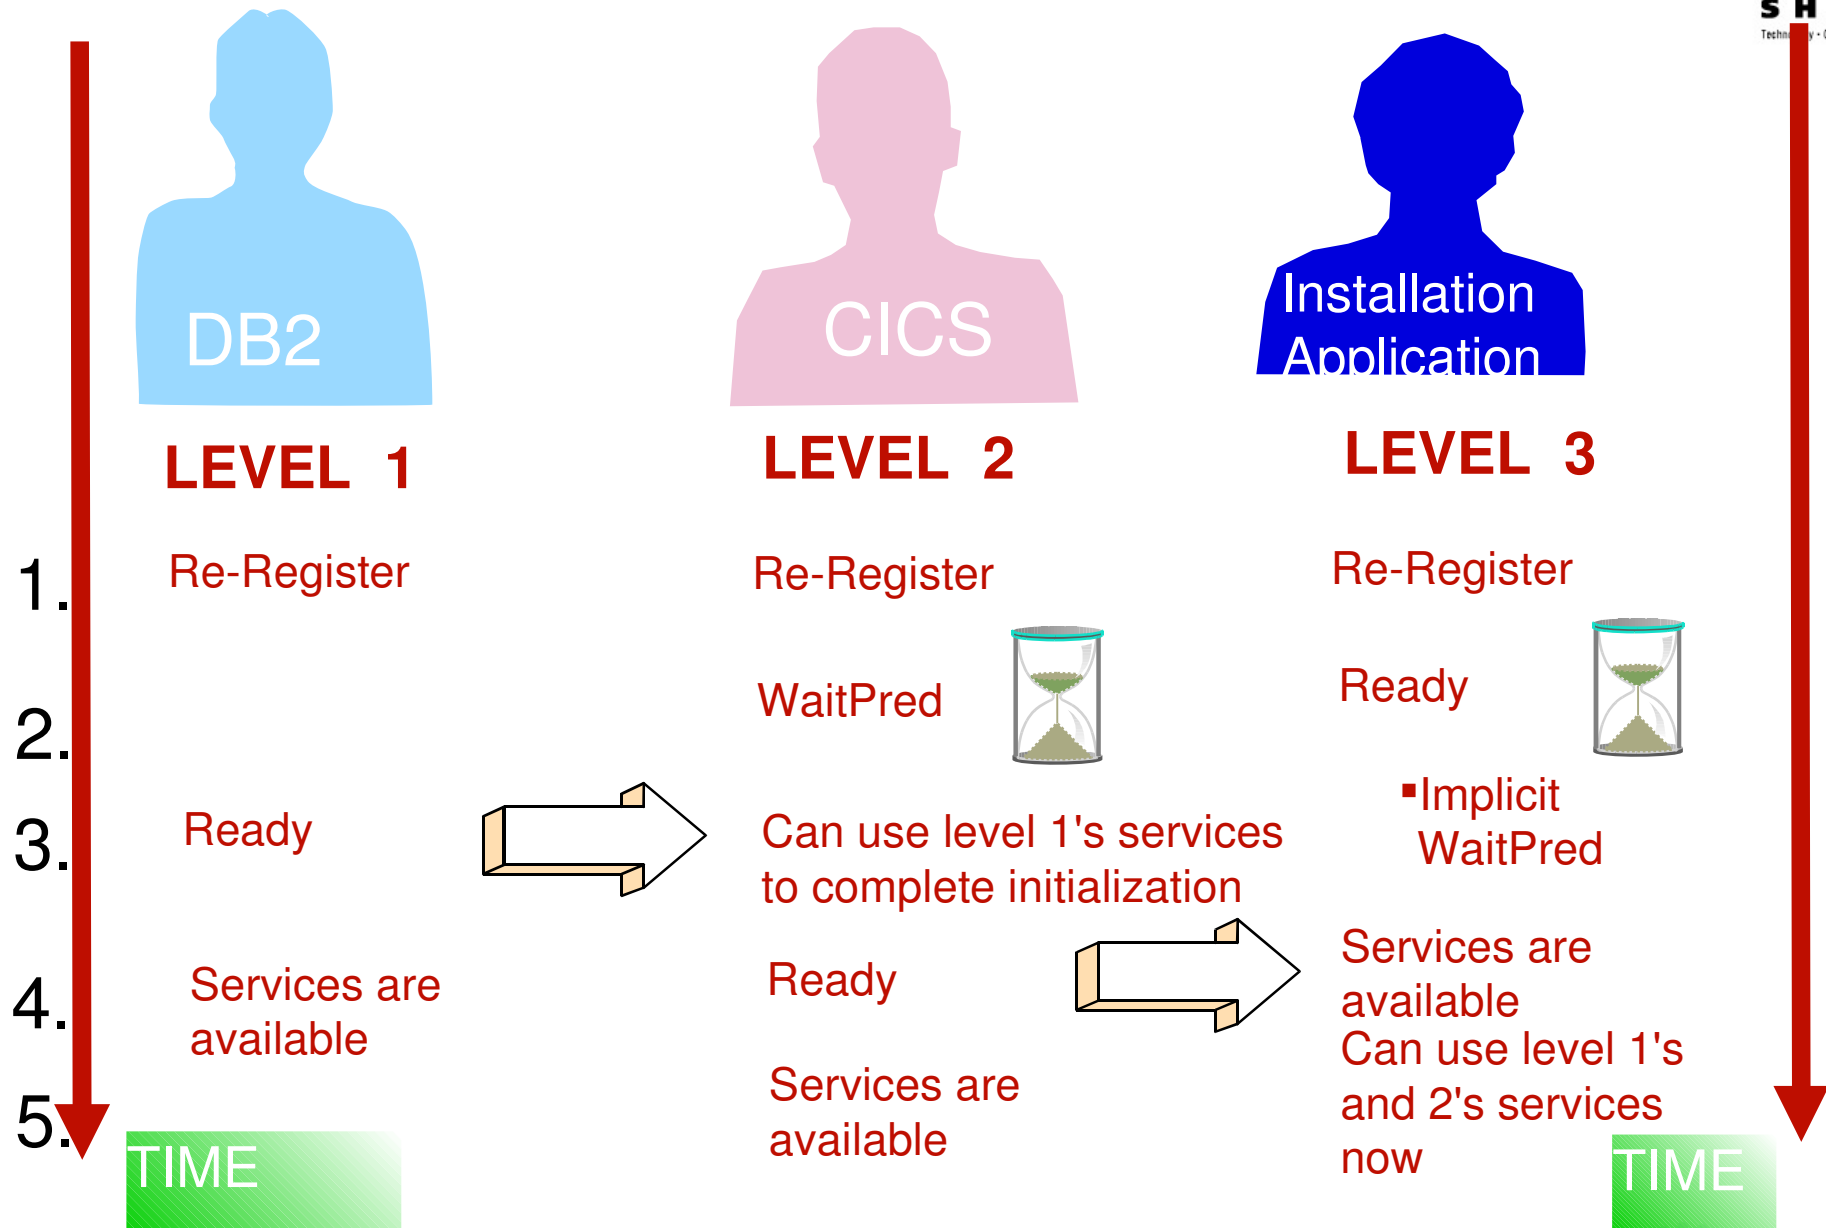 S H
DB2
CICS
Installation
Application
LEVEL 1
LEVEL 2
LEVEL 3
1.
Re-Register
Re-Register
Re-Register
2.
WaitPred
Ready
▪Implicit
WaitPred
3.
Ready
Can use level 1's services
to complete initialization
4.
Services are
available
Ready
Services are
available
Can use level 1's
and 2's services
now
5.
Services are
available
TIME
TIME